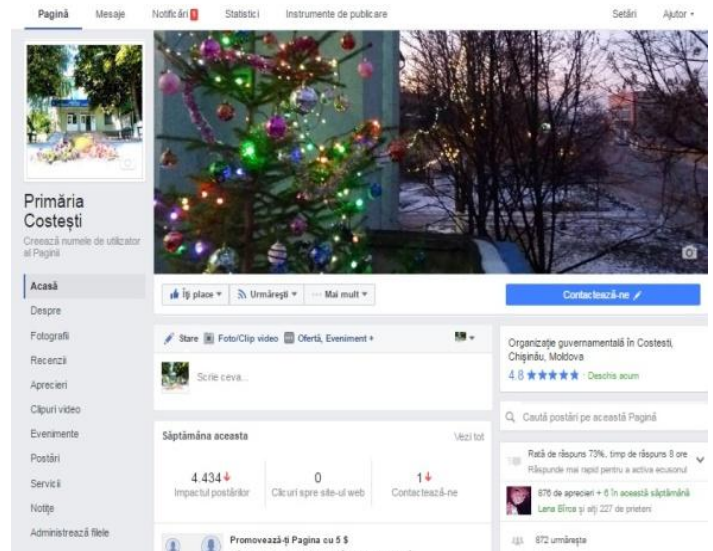 Pagină Mesaje Notificări 1 Statistici Instrumente de publicare Setări Ajutor
Primăria
Costești
Creează numele de utilizator
al Paginii
Acasă
Despre
Fotografii
Recenzii
Aprecieri
Clipuri video
Evenimente
Postări
Servicii
Notițe
Administrează filele
Îți place Urmărești Mai mult
Contactează-ne
Stare Foto/Clip video Ofertă, Eveniment +
Scrie ceva...
Săptămâna aceasta Vezi tot
4.434 0 1
Impactul postărilor Clicuri spre site-ul web Contactează-ne
Promovează-ți Pagina cu 5 $
Organizație guvernamentală în Costesti,
Chișinău, Moldova
4.8 ★★★★★ · Deschis acum
Caută postări pe această Pagină
Rată de răspuns 73%, timp de răspuns 8 ore
Răspunde mai rapid pentru a activa ecusonul
876 de aprecieri + 6 în această săptămână
Lena Bîrca și alți 227 de prieteni
872 urmărește